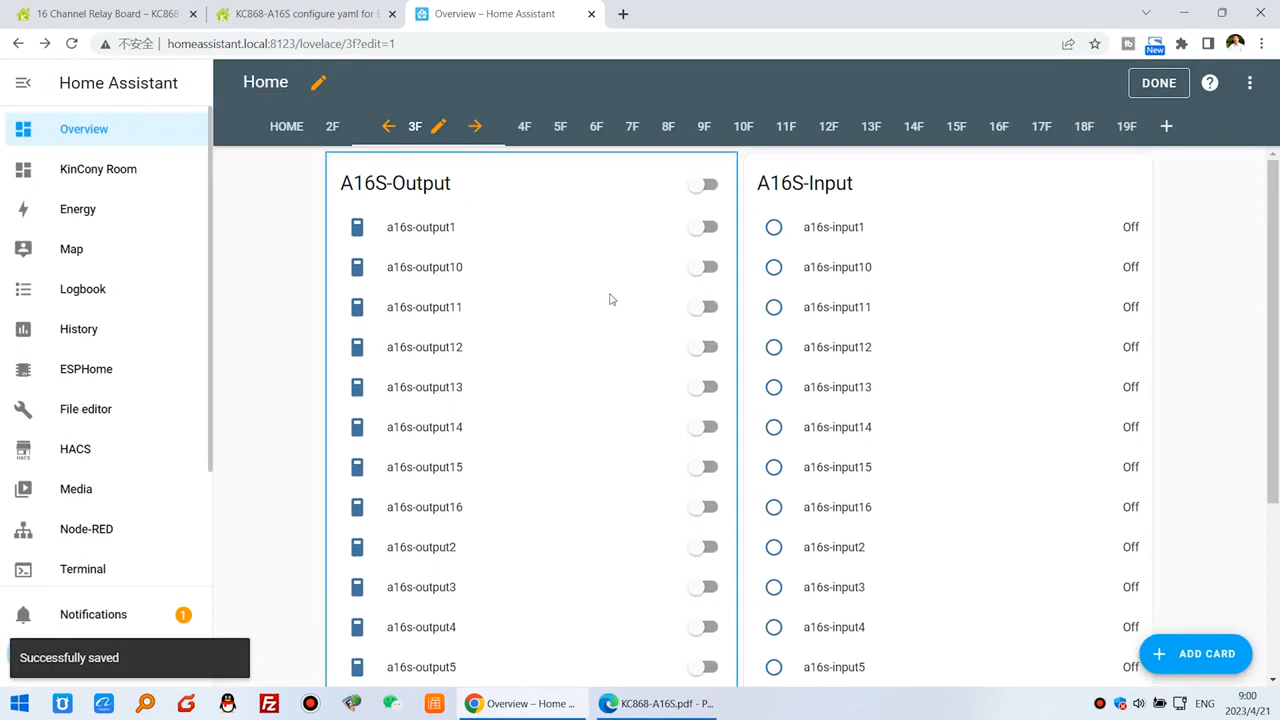 16 Channel Relay Board – KC868-
KC868-A16S configure yaml for E
Overview – Home Assistant
不安全
homeassistant.local:8123/lovelace/3f?edit=1
New
Home Assistant
Home
DONE
HOME 2F 3F 4F 5F 6F 7F 8F 9F 10F 11F 12F 13F 14F 15F 16F 17F 18F 19F
Overview
KinCony Room
Energy
Map
Logbook
History
ESPHome
File editor
HACS
HACS
Media
Node-RED
Terminal
Notifications
1
Successfully saved
A16S-Output
a16s-output1
a16s-output10
a16s-output11
a16s-output12
a16s-output13
a16s-output14
a16s-output15
a16s-output16
a16s-output2
a16s-output3
a16s-output4
a16s-output5
A16S-Input
a16s-input1 Off
a16s-input10 Off
a16s-input11 Off
a16s-input12 Off
a16s-input13 Off
a16s-input14 Off
a16s-input15 Off
a16s-input16 Off
a16s-input2 Off
a16s-input3 Off
a16s-input4 Off
a16s-input5 Off
ADD CARD
Overview – Home ...
KC868-A16S.pdf - P...
ENG
9:00
2023/4/21